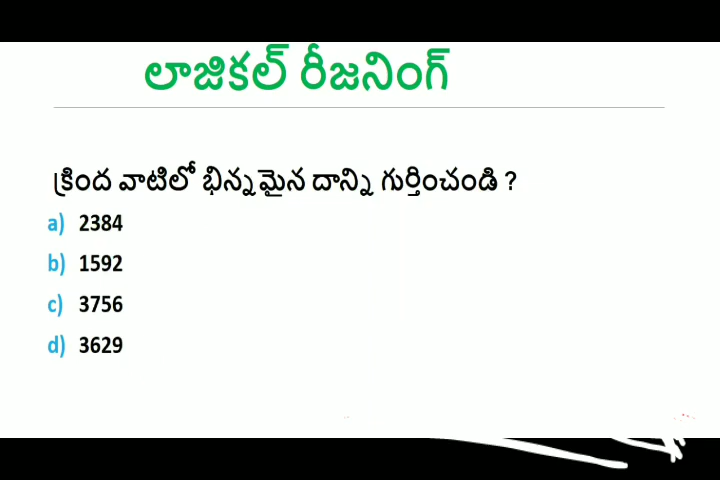 లాజికల్ రీజనింగ్
క్రింద వాటిలో భిన్నమైన దాన్ని గుర్తించండి ?
a) 2384
b) 1592
c) 3756
d) 3629